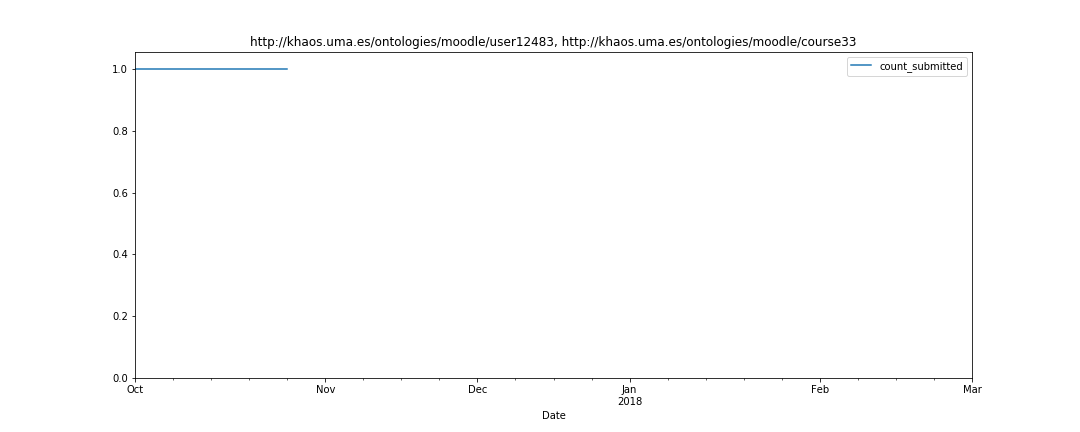 http://khaos.uma.es/ontologies/moodle/user12483, http://khaos.uma.es/ontologies/moodle/course33
count_submitted
1.0
0.8
0.6
0.4
0.2
0.0
Oct Nov Dec Jan Feb Mar
2018
Date